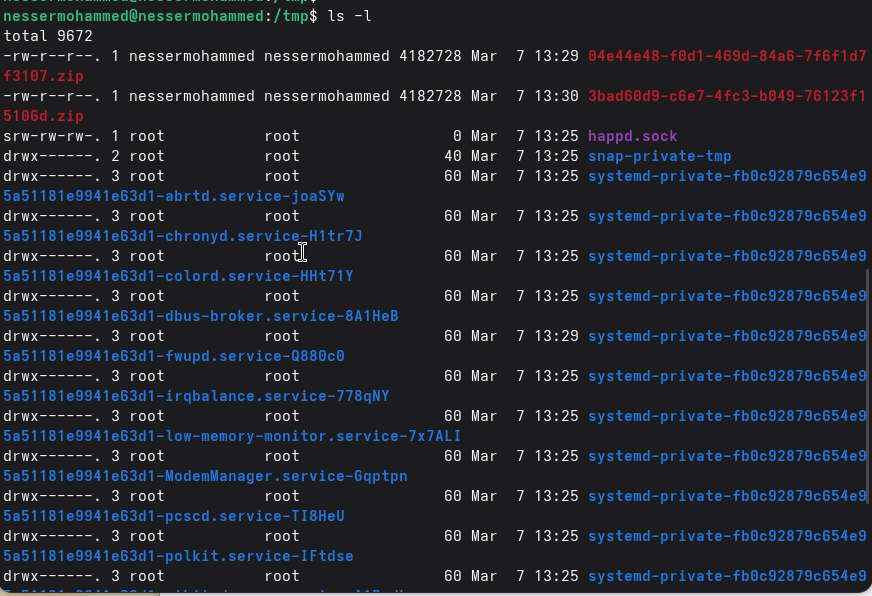 nessermohammed@nessermohammed:/tmp$ ls -l
total 9672
-rw-r--r--. 1 nessermohammed nessermohammed 4182728 Mar  7 13:29 04e44e48-f0d1-469d-84a6-7f6f1d7
f3107.zip
-rw-r--r--. 1 nessermohammed nessermohammed 4182728 Mar  7 13:30 3bad60d9-c6e7-4fc3-b049-76123f1
5106d.zip
srw-rw-rw-. 1 root           root                 0 Mar  7 13:25 happd.sock
drwx------. 2 root           root                40 Mar  7 13:25 snap-private-tmp
drwx------. 3 root           root                60 Mar  7 13:25 systemd-private-fb0c92879c654e9
5a51181e9941e63d1-abrtd.service-joaSYw
drwx------. 3 root           root                60 Mar  7 13:25 systemd-private-fb0c92879c654e9
5a51181e9941e63d1-chronyd.service-H1tr7J
drwx------. 3 root           root                60 Mar  7 13:25 systemd-private-fb0c92879c654e9
5a51181e9941e63d1-colord.service-HHt71Y
drwx------. 3 root           root                60 Mar  7 13:25 systemd-private-fb0c92879c654e9
5a51181e9941e63d1-dbus-broker.service-8A1HeB
drwx------. 3 root           root                60 Mar  7 13:29 systemd-private-fb0c92879c654e9
5a51181e9941e63d1-fwupd.service-Q880c0
drwx------. 3 root           root                60 Mar  7 13:25 systemd-private-fb0c92879c654e9
5a51181e9941e63d1-irqbalance.service-778qNY
drwx------. 3 root           root                60 Mar  7 13:25 systemd-private-fb0c92879c654e9
5a51181e9941e63d1-low-memory-monitor.service-7x7ALI
drwx------. 3 root           root                60 Mar  7 13:25 systemd-private-fb0c92879c654e9
5a51181e9941e63d1-ModemManager.service-Gqptpn
drwx------. 3 root           root                60 Mar  7 13:25 systemd-private-fb0c92879c654e9
5a51181e9941e63d1-pcscd.service-TI8HeU
drwx------. 3 root           root                60 Mar  7 13:25 systemd-private-fb0c92879c654e9
5a51181e9941e63d1-polkit.service-IFtdse
drwx------. 3 root           root                60 Mar  7 13:25 systemd-private-fb0c92879c654e9